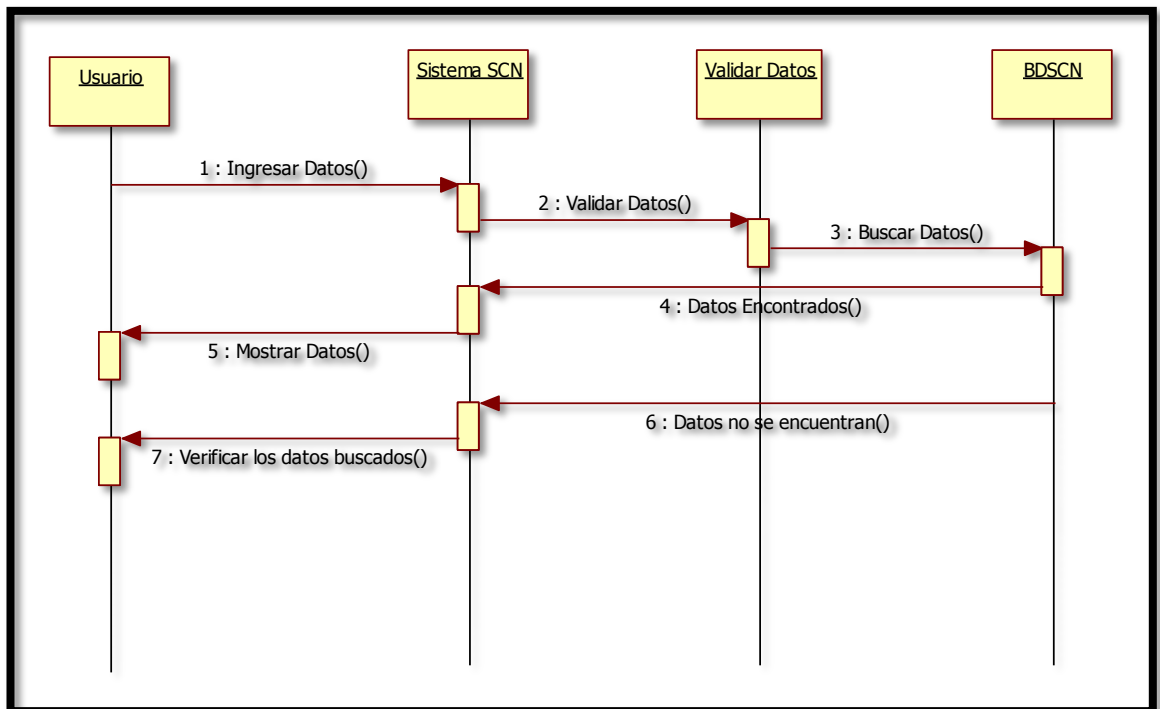 Usuario
Sistema SCN
Validar Datos
BDSCN
1 : Ingresar Datos()
2 : Validar Datos()
3 : Buscar Datos()
4 : Datos Encontrados()
5 : Mostrar Datos()
6 : Datos no se encuentran()
7 : Verificar los datos buscados()